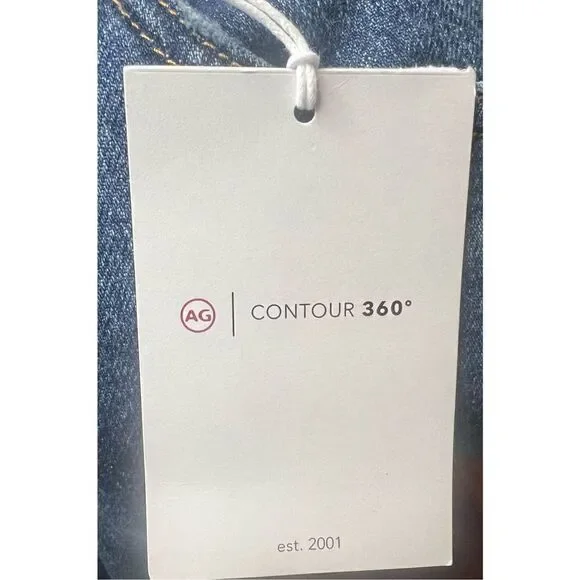 AG | CONTOUR 360°
est. 2001